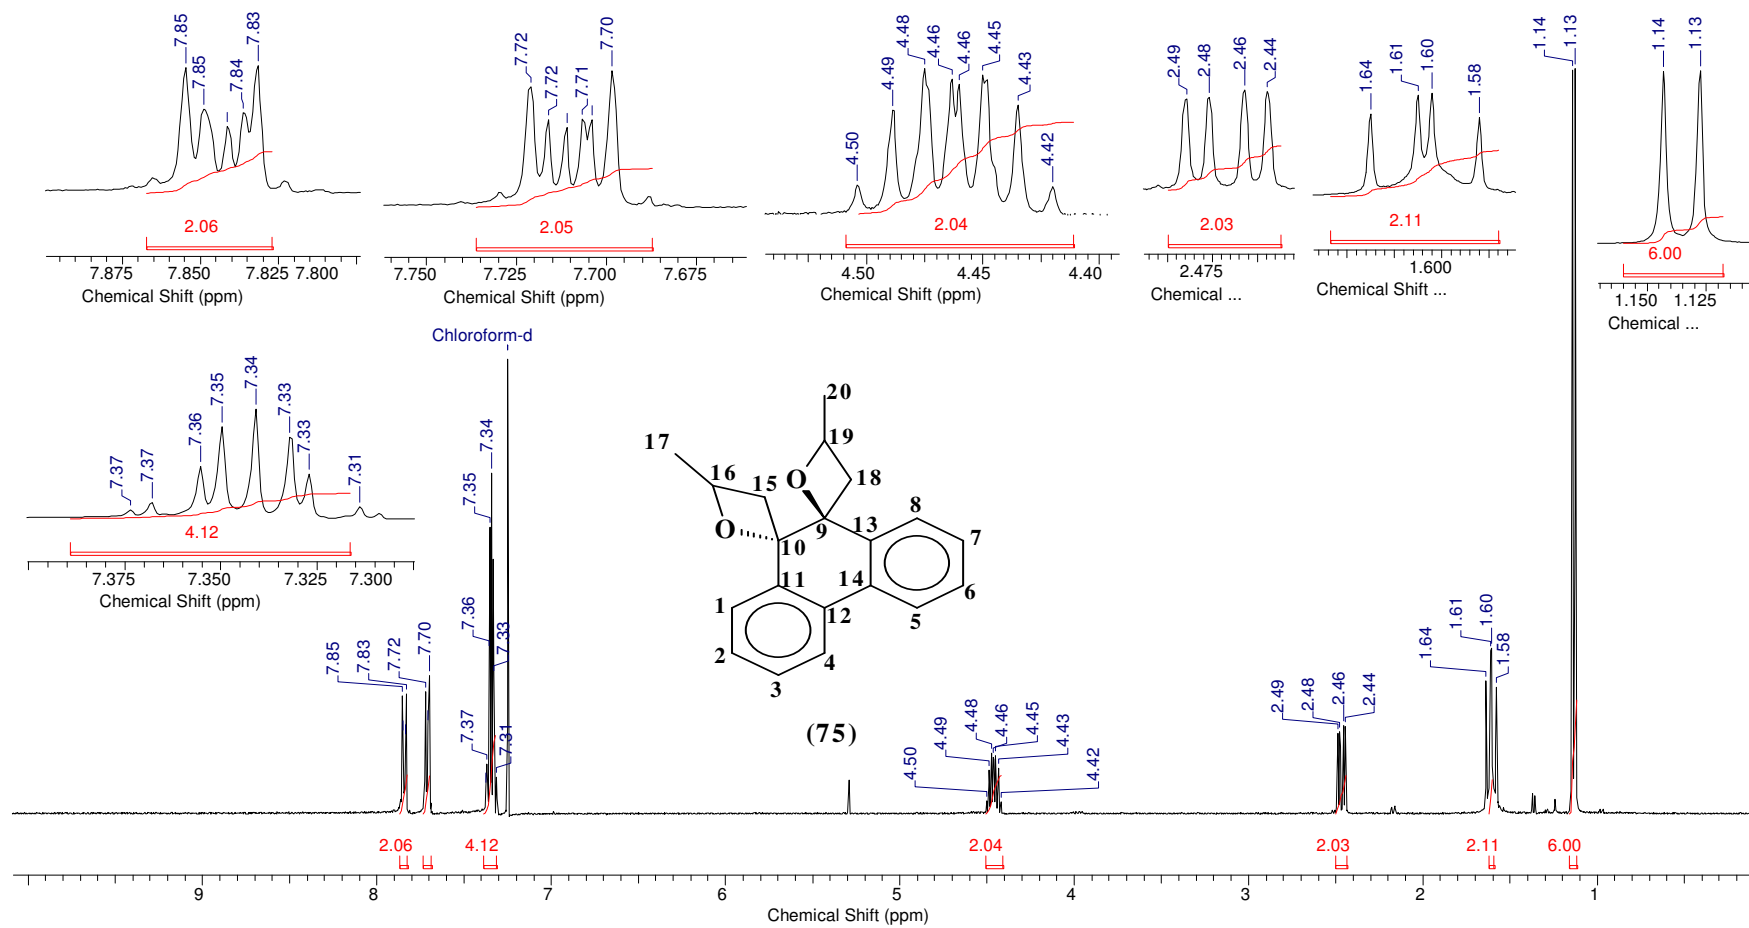 7.85 7.85 7.84 7.83
2.06
7.875 7.850 7.825 7.800
Chemical Shift (ppm)
7.72 7.72 7.71 7.70
2.05
7.750 7.725 7.700 7.675
Chemical Shift (ppm)
4.50 4.49 4.48 4.46 4.46 4.45 4.43 4.42
2.04
4.50 4.45 4.40
Chemical Shift (ppm)
2.49 2.48 2.46 2.44
2.03
2.475
Chemical ...
1.64 1.61 1.60 1.58
2.11
1.600
Chemical Shift ...
1.14 1.13
1.14 1.13
6.00
1.150 1.125
Chemical ...
7.37 7.37 7.36 7.35 7.34 7.33 7.33 7.31
4.12
7.375 7.350 7.325 7.300
Chemical Shift (ppm)
Chloroform-d
20
17 19
16 15 O 18
O 10 9 13 8 7
11 14 6
1 12 5
2 3 4
(75)
7.85 7.83 7.72 7.70
7.37 7.36 7.35 7.34 7.33 7.31
4.50 4.49 4.48 4.46 4.45 4.43 4.42
2.49 2.48 2.46 2.44
1.64 1.61 1.60 1.58
2.06 4.12 2.04 2.03 2.11 6.00
9 8 7 6 5 4 3 2 1
Chemical Shift (ppm)